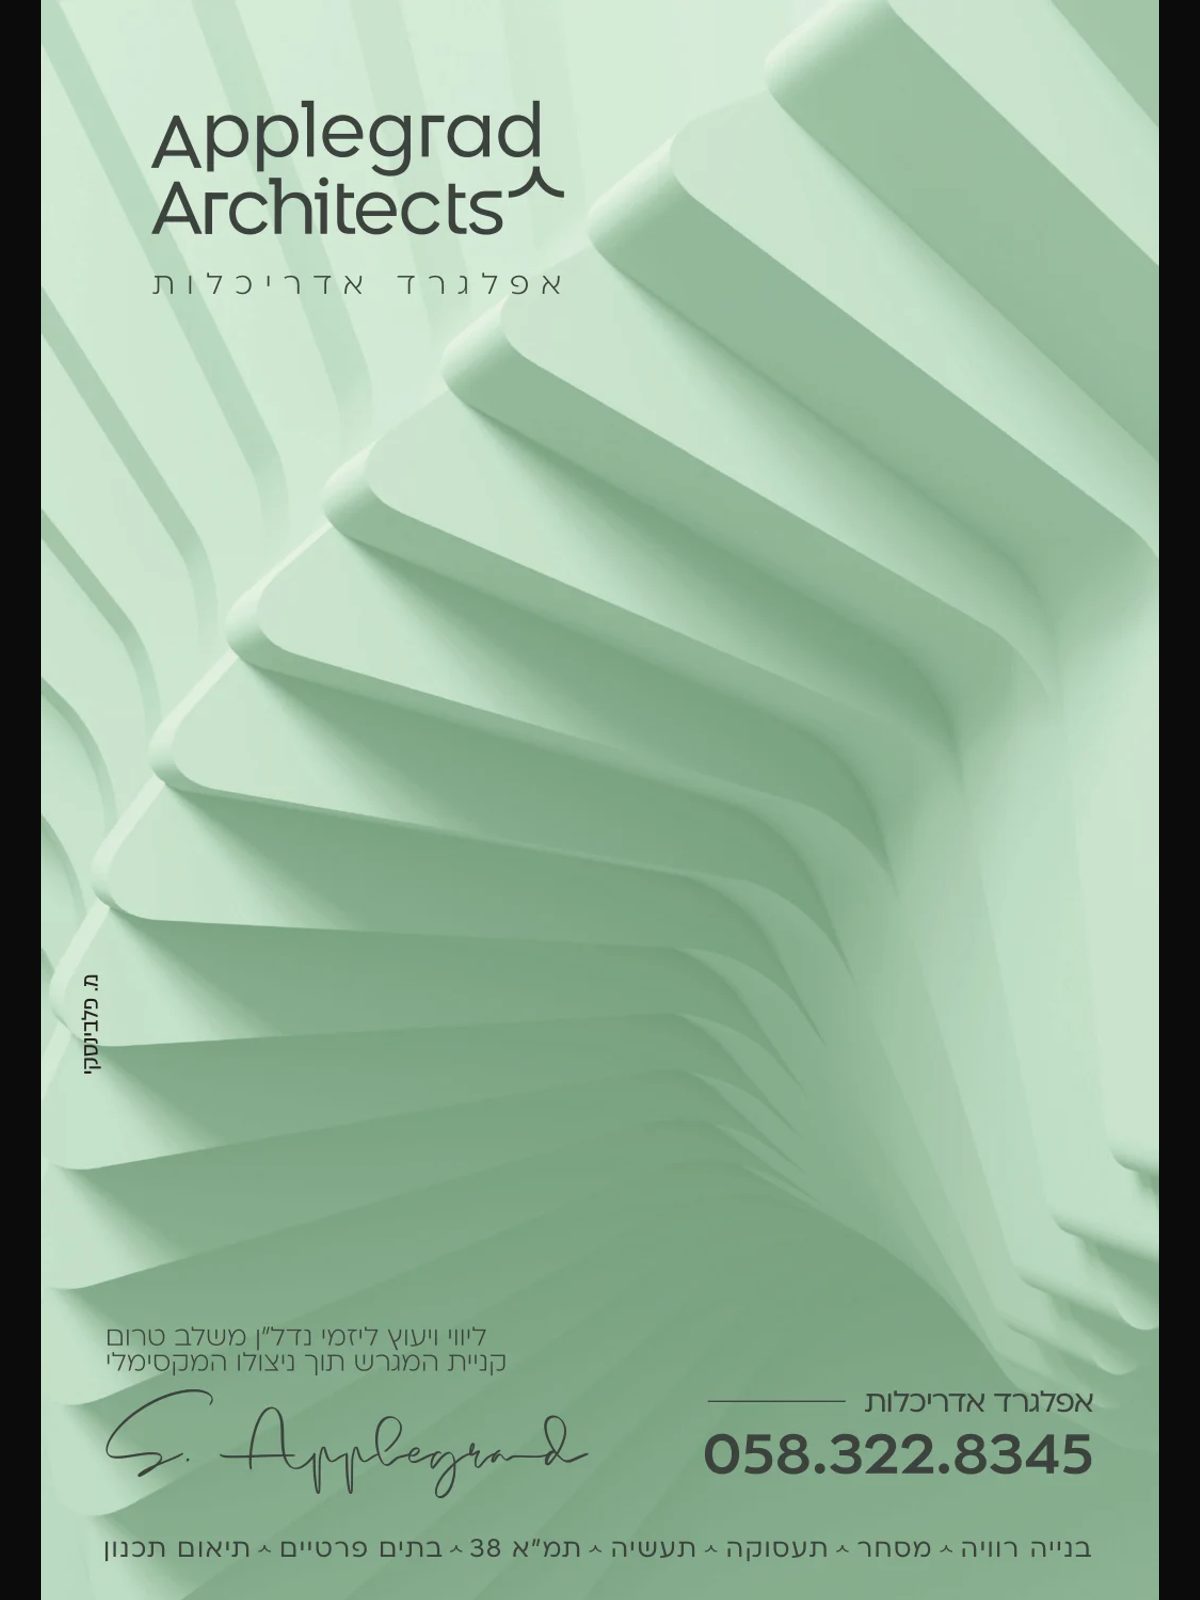 Applegrad
Architects
אפלגרד אדריכלות
מ. פלבינסקי
ליווי ויעוץ ליזמי נדל"ן משלב טרום
קניית המגרש תוך ניצולו המקסימלי
S. Applegrad
אפלגרד אדריכלות
058.322.8345
בנייה רוויה ^ מסחר ^ תעסוקה ^ תעשיה ^ תמ"א 38 ^ בתים פרטיים ^ תיאום תכנון